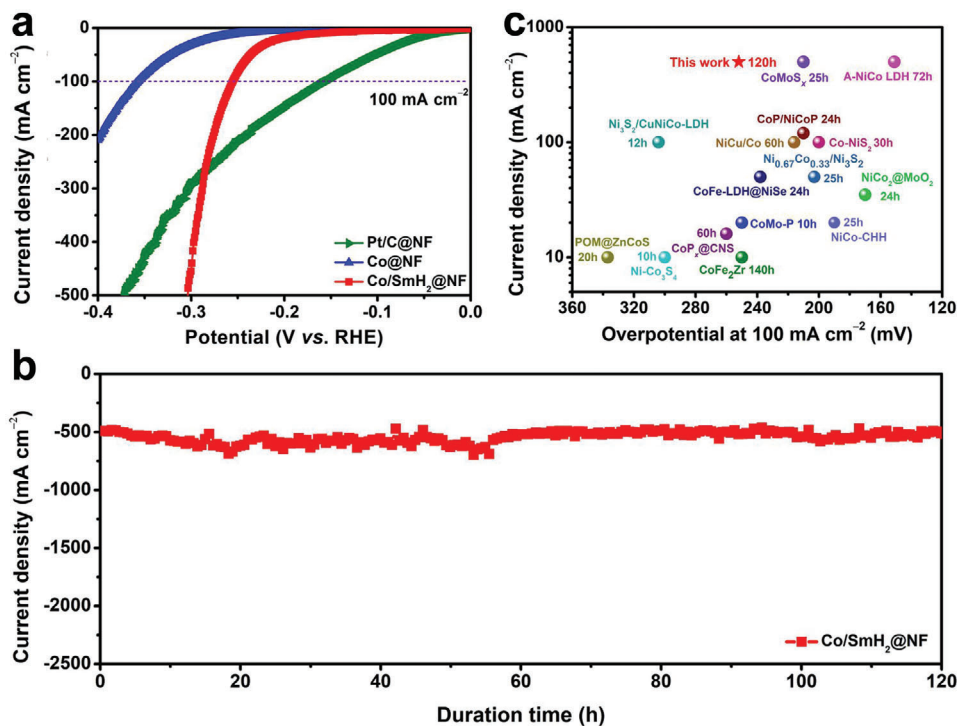 a
Current density (mA cm⁻²)
0
-100
-200
-300
-400
-500
100 mA cm⁻²
Pt/C@NF
Co@NF
Co/SmH₂@NF
-0.4
-0.3
-0.2
-0.1
0.0
Potential (V vs. RHE)
c
Current density (mA cm⁻²)
1000
100
10
This work ★ 120h
CoMoSₓ 25h
A-NiCo LDH 72h
CoP/NiCoP 24h
Ni₃S₂/CuNiCo-LDH
12h
NiCu/Co 60h
Co-NiS₂ 30h
Ni₀.₆₇Co₀.₃₃/Ni₃S₂
25h
CoFe-LDH@NiSe 24h
NiCo₂@MoO₂
24h
CoMo-P 10h
25h
NiCo-CHH
60h
CoPₓ@CNS
POM@ZnCoS
20h
10h
Ni-Co₃S₄
CoFe₂Zr 140h
360
320
280
240
200
160
120
Overpotential at 100 mA cm⁻² (mV)
b
Current density (mA cm⁻²)
0
-500
-1000
-1500
-2000
-2500
Co/SmH₂@NF
0
20
40
60
80
100
120
Duration time (h)